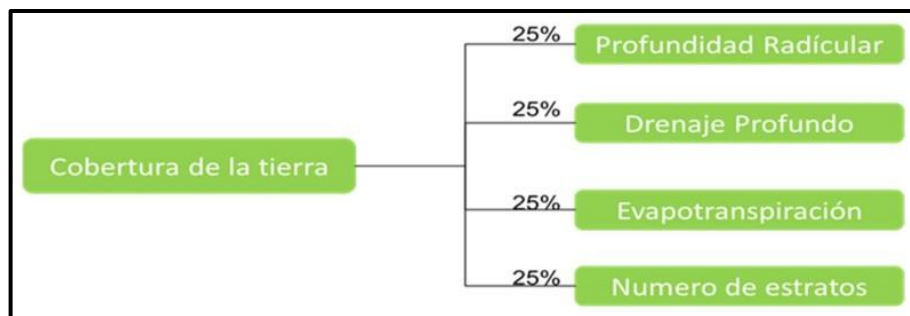 25%
Profundidad Radícular
25%
Drenaje Profundo
Cobertura de la tierra
25%
Evapotranspiración
25%
Numero de estratos